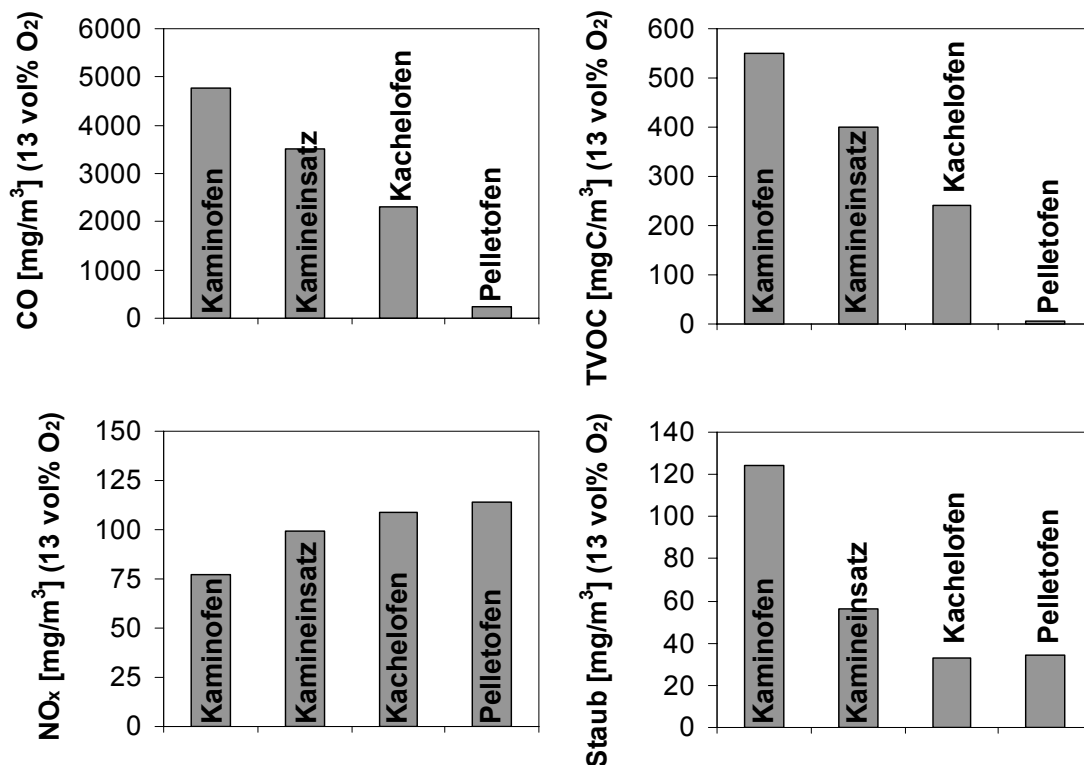 CO [mg/m³] (13 vol% O₂)
6000
5000
4000
3000
2000
1000
0
Kaminofen
Kamineinsatz
Kachelofen
Pelletofen
TVOC [mgC/m³] (13 vol% O₂)
600
500
400
300
200
100
0
Kaminofen
Kamineinsatz
Kachelofen
Pelletofen
NOₓ [mg/m³] (13 vol% O₂)
150
125
100
75
50
25
0
Kaminofen
Kamineinsatz
Kachelofen
Pelletofen
Staub [mg/m³] (13 vol% O₂)
140
120
100
80
60
40
20
0
Kaminofen
Kamineinsatz
Kachelofen
Pelletofen